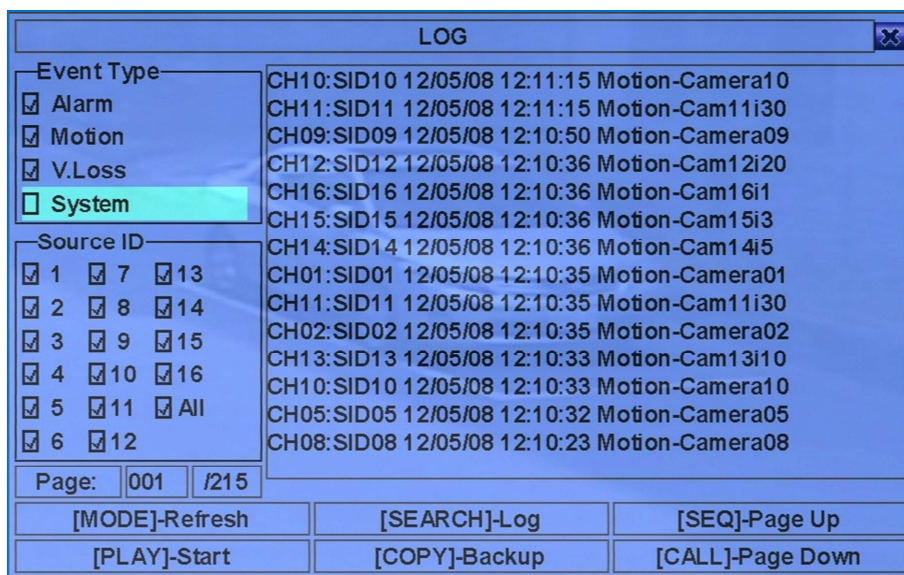 LOG
Event Type
Alarm
Motion
V.Loss
System
Source ID
1 7 13
2 8 14
3 9 15
4 10 16
5 11 All
6 12
Page: 001 /215
CH10:SID10 12/05/08 12:11:15 Motion-Camera10
CH11:SID11 12/05/08 12:11:15 Motion-Cam11i30
CH09:SID09 12/05/08 12:10:50 Motion-Camera09
CH12:SID12 12/05/08 12:10:36 Motion-Cam12i20
CH16:SID16 12/05/08 12:10:36 Motion-Cam16i1
CH15:SID15 12/05/08 12:10:36 Motion-Cam15i3
CH14:SID14 12/05/08 12:10:36 Motion-Cam14i5
CH01:SID01 12/05/08 12:10:35 Motion-Camera01
CH11:SID11 12/05/08 12:10:35 Motion-Cam11i30
CH02:SID02 12/05/08 12:10:35 Motion-Camera02
CH13:SID13 12/05/08 12:10:33 Motion-Cam13i10
CH10:SID10 12/05/08 12:10:33 Motion-Camera10
CH05:SID05 12/05/08 12:10:32 Motion-Camera05
CH08:SID08 12/05/08 12:10:23 Motion-Camera08
[MODE]-Refresh [SEARCH]-Log [SEQ]-Page Up
[PLAY]-Start [COPY]-Backup [CALL]-Page Down